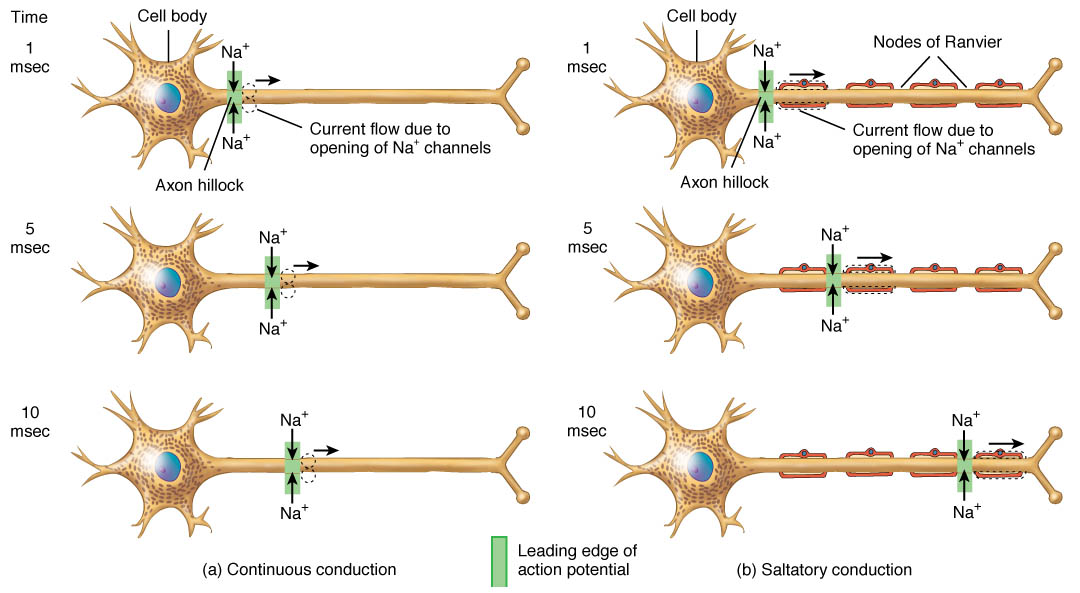 Time
1
msec
Cell body
Na+
Current flow due to
opening of Na+ channels
Na+
Axon hillock
1
msec
Cell body
Na+
Nodes of Ranvier
Current flow due to
opening of Na+ channels
Na+
Axon hillock
5
msec
Na+
Na+
5
msec
Na+
Na+
10
msec
Na+
Na+
10
msec
Na+
Na+
(a) Continuous conduction
Leading edge of
action potential
(b) Saltatory conduction